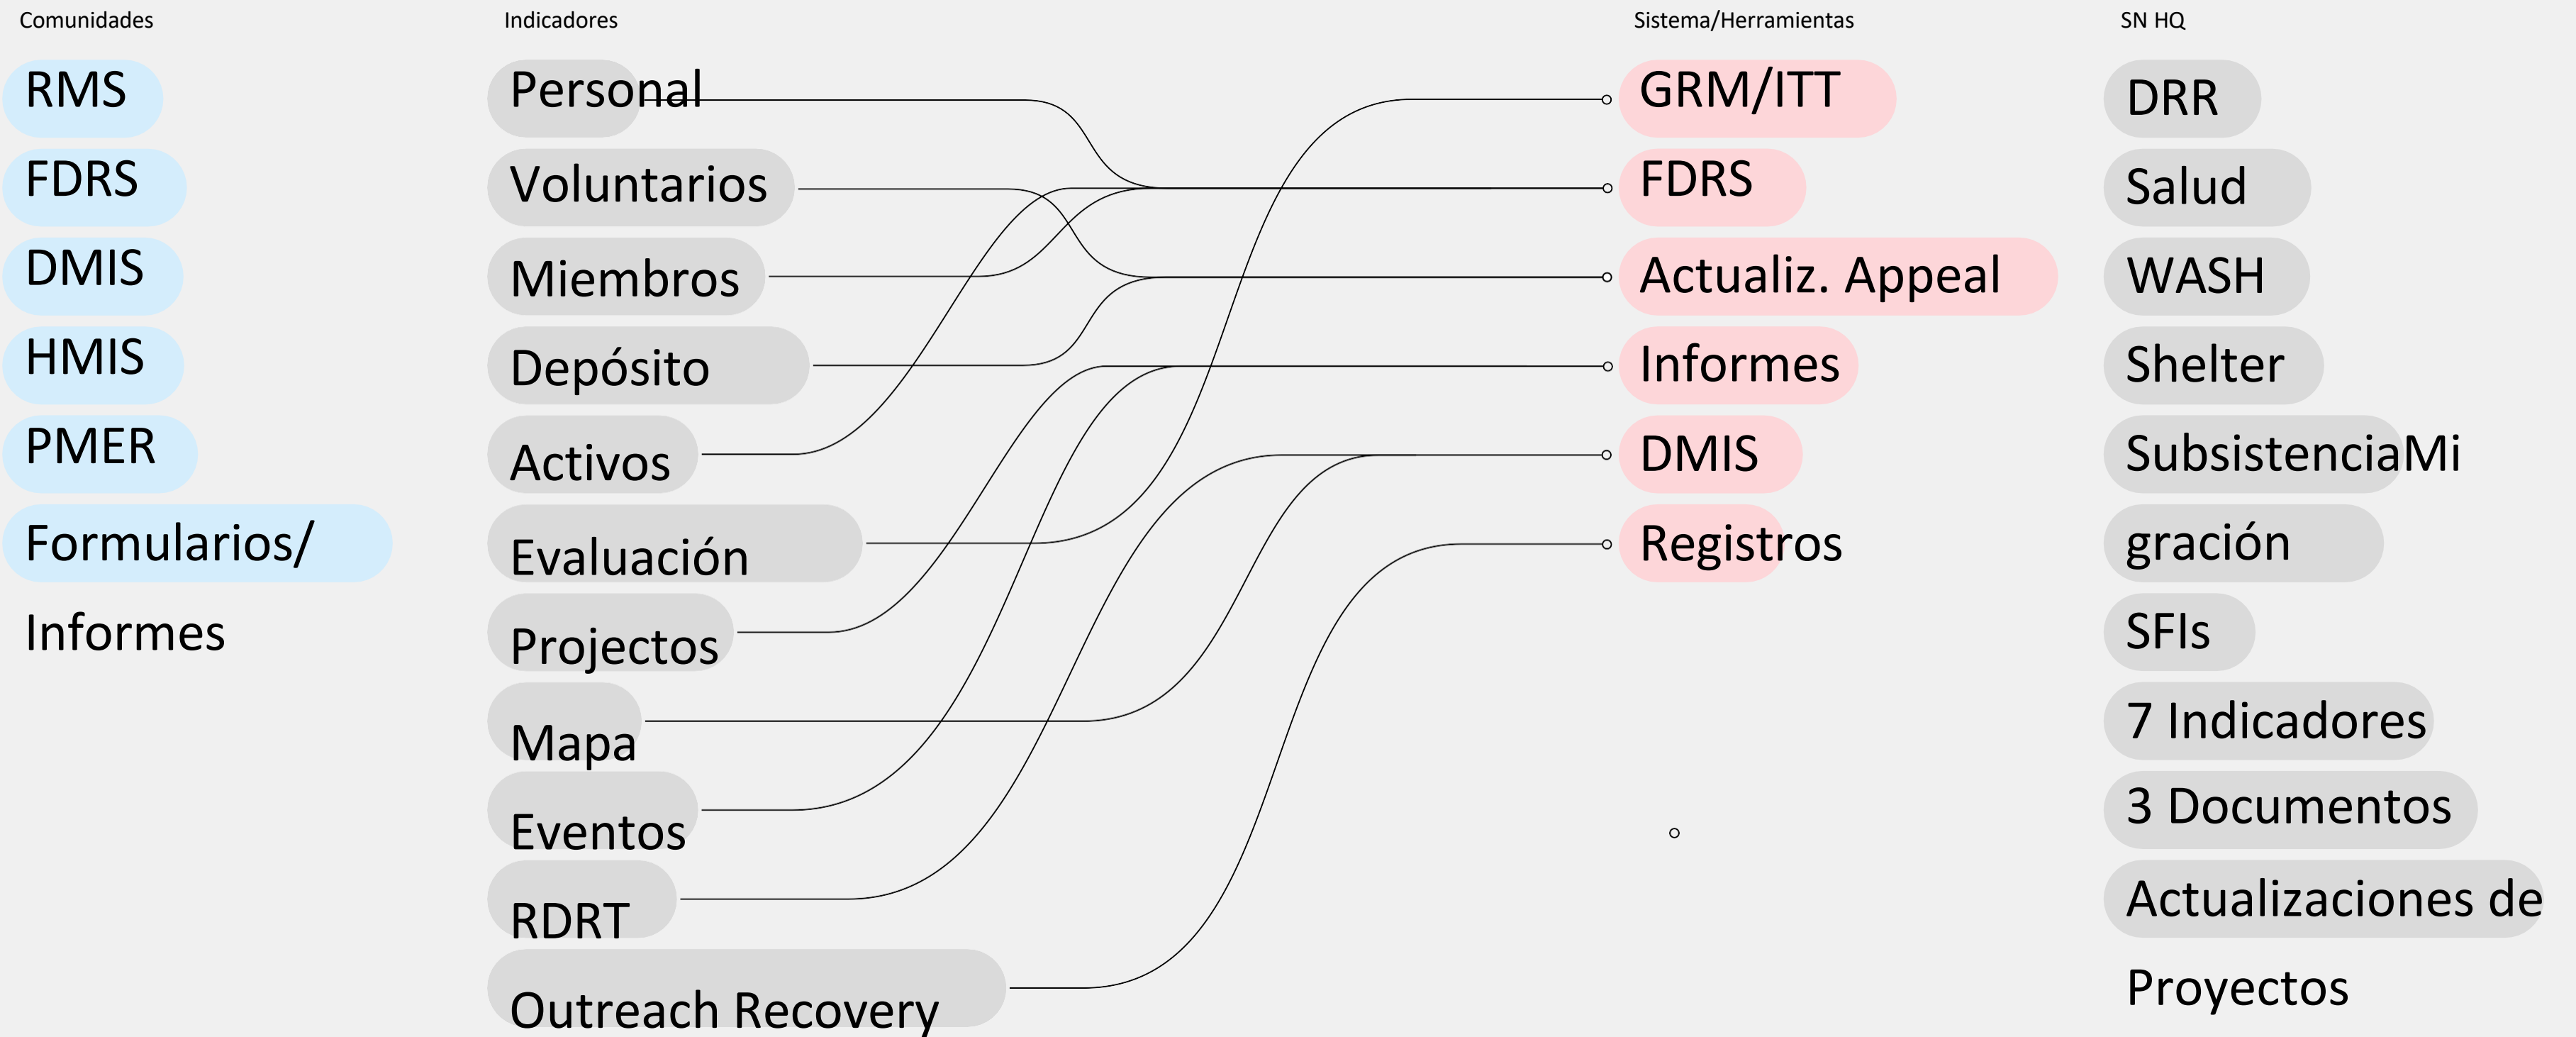 Comunidades
RMS
FDRS
DMIS
HMIS
PMER
Formularios/
Informes
Indicadores
Personal
Voluntarios
Miembros
Depósito
Activos
Evaluación
Projectos
Mapa
Eventos
RDRT
Outreach Recovery
Sistema/Herramientas
GRM/ITT
FDRS
Actualiz. Appeal
Informes
DMIS
Registros
SN HQ
DRR
Salud
WASH
Shelter
SubsistenciaMi
gración
SFIs
7 Indicadores
3 Documentos
Actualizaciones de
Proyectos